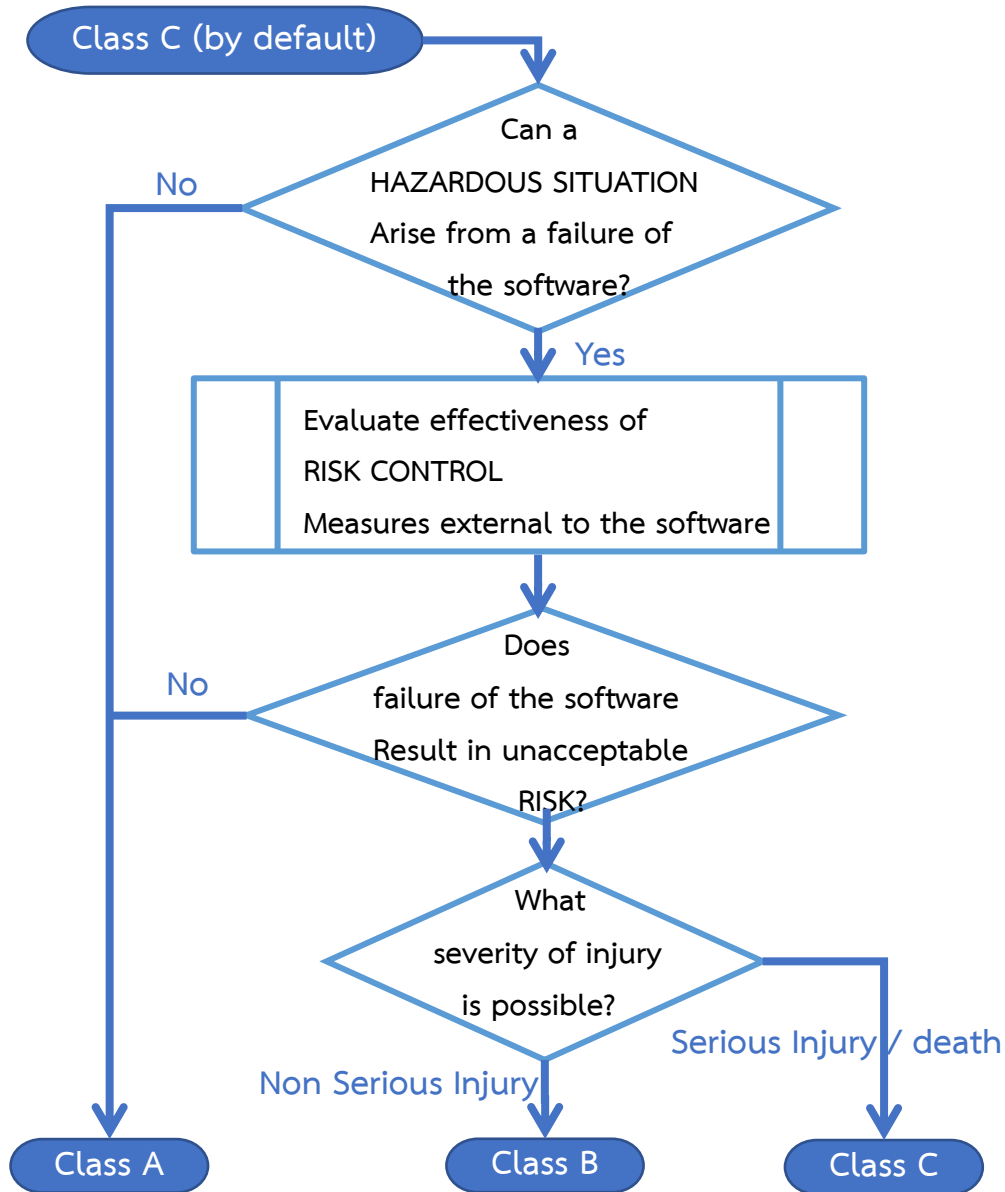 Class C (by default)
Can a
No
HAZARDOUS SITUATION
Arise from a failure of
the software?
Yes
Evaluate effectiveness of
RISK CONTROL
Measures external to the software
Does
No
failure of the software
Result in unacceptable
RISK?
What
severity of injury
is possible?
Serious Injury / death
Non Serious Injury
Class A
Class B
Class C